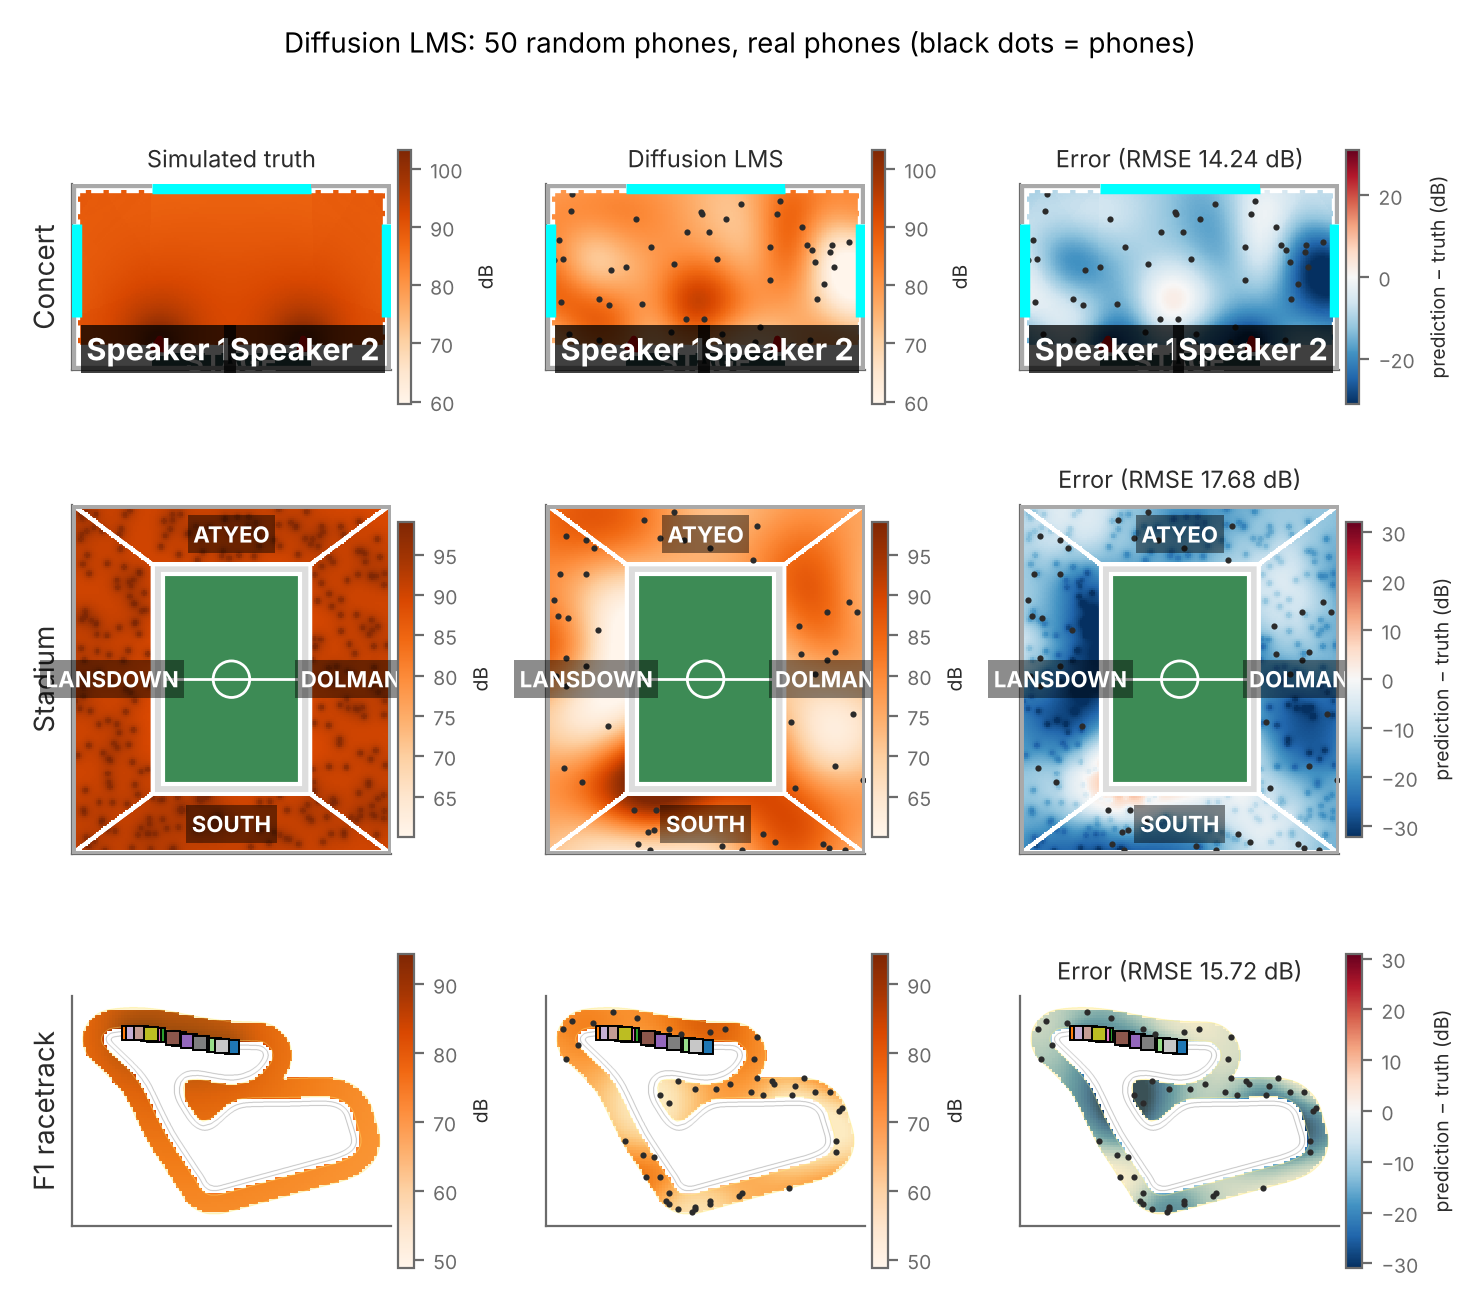 Diffusion LMS: 50 random phones, real phones (black dots = phones)
Simulated truth
Diffusion LMS
Error (RMSE 14.24 dB)
Concert
Speaker 1
Speaker 2
100
90
80
70
60
dB
Speaker 1
Speaker 2
100
90
80
70
60
dB
Speaker 1
Speaker 2
20
0
−20
prediction − truth (dB)
Error (RMSE 17.68 dB)
Stadium
ATYEO
LANSDOWN
DOLMAN
SOUTH
95
90
85
80
75
70
65
dB
ATYEO
LANSDOWN
DOLMAN
SOUTH
95
90
85
80
75
70
65
dB
ATYEO
LANSDOWN
DOLMAN
SOUTH
30
20
10
0
−10
−20
−30
prediction − truth (dB)
Error (RMSE 15.72 dB)
F1 racetrack
90
80
70
60
50
dB
90
80
70
60
50
dB
30
20
10
0
−10
−20
−30
prediction − truth (dB)